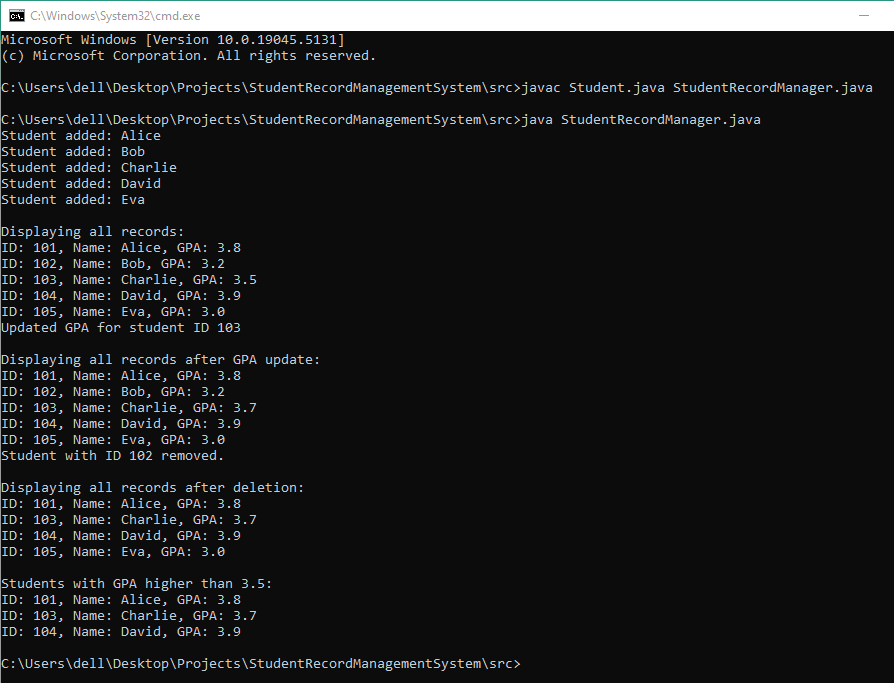 C:\Windows\System32\cmd.exe
Microsoft Windows [Version 10.0.19045.5131]
(c) Microsoft Corporation. All rights reserved.
C:\Users\dell\Desktop\Projects\StudentRecordManagementSystem\src>javac Student.java StudentRecordManager.java
C:\Users\dell\Desktop\Projects\StudentRecordManagementSystem\src>java StudentRecordManager.java
Student added: Alice
Student added: Bob
Student added: Charlie
Student added: David
Student added: Eva
Displaying all records:
ID: 101, Name: Alice, GPA: 3.8
ID: 102, Name: Bob, GPA: 3.2
ID: 103, Name: Charlie, GPA: 3.5
ID: 104, Name: David, GPA: 3.9
ID: 105, Name: Eva, GPA: 3.0
Updated GPA for student ID 103
Displaying all records after GPA update:
ID: 101, Name: Alice, GPA: 3.8
ID: 102, Name: Bob, GPA: 3.2
ID: 103, Name: Charlie, GPA: 3.7
ID: 104, Name: David, GPA: 3.9
ID: 105, Name: Eva, GPA: 3.0
Student with ID 102 removed.
Displaying all records after deletion:
ID: 101, Name: Alice, GPA: 3.8
ID: 103, Name: Charlie, GPA: 3.7
ID: 104, Name: David, GPA: 3.9
ID: 105, Name: Eva, GPA: 3.0
Students with GPA higher than 3.5:
ID: 101, Name: Alice, GPA: 3.8
ID: 103, Name: Charlie, GPA: 3.7
ID: 104, Name: David, GPA: 3.9
C:\Users\dell\Desktop\Projects\StudentRecordManagementSystem\src>